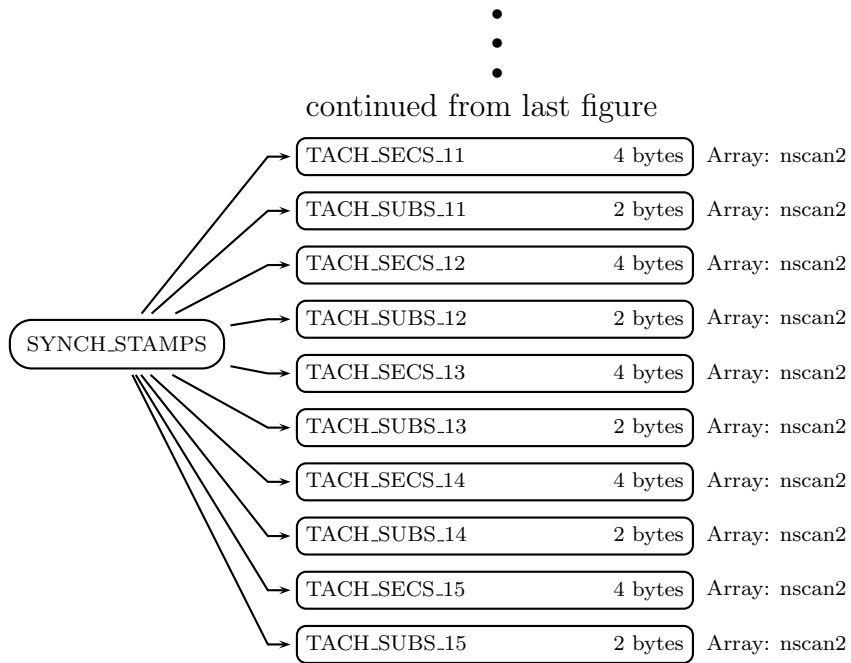 continued from last figure
TACH_SECS_11 4 bytes Array: nscan2
TACH_SUBS_11 2 bytes Array: nscan2
TACH_SECS_12 4 bytes Array: nscan2
TACH_SUBS_12 2 bytes Array: nscan2
SYNCH_STAMPS
TACH_SECS_13 4 bytes Array: nscan2
TACH_SUBS_13 2 bytes Array: nscan2
TACH_SECS_14 4 bytes Array: nscan2
TACH_SUBS_14 2 bytes Array: nscan2
TACH_SECS_15 4 bytes Array: nscan2
TACH_SUBS_15 2 bytes Array: nscan2